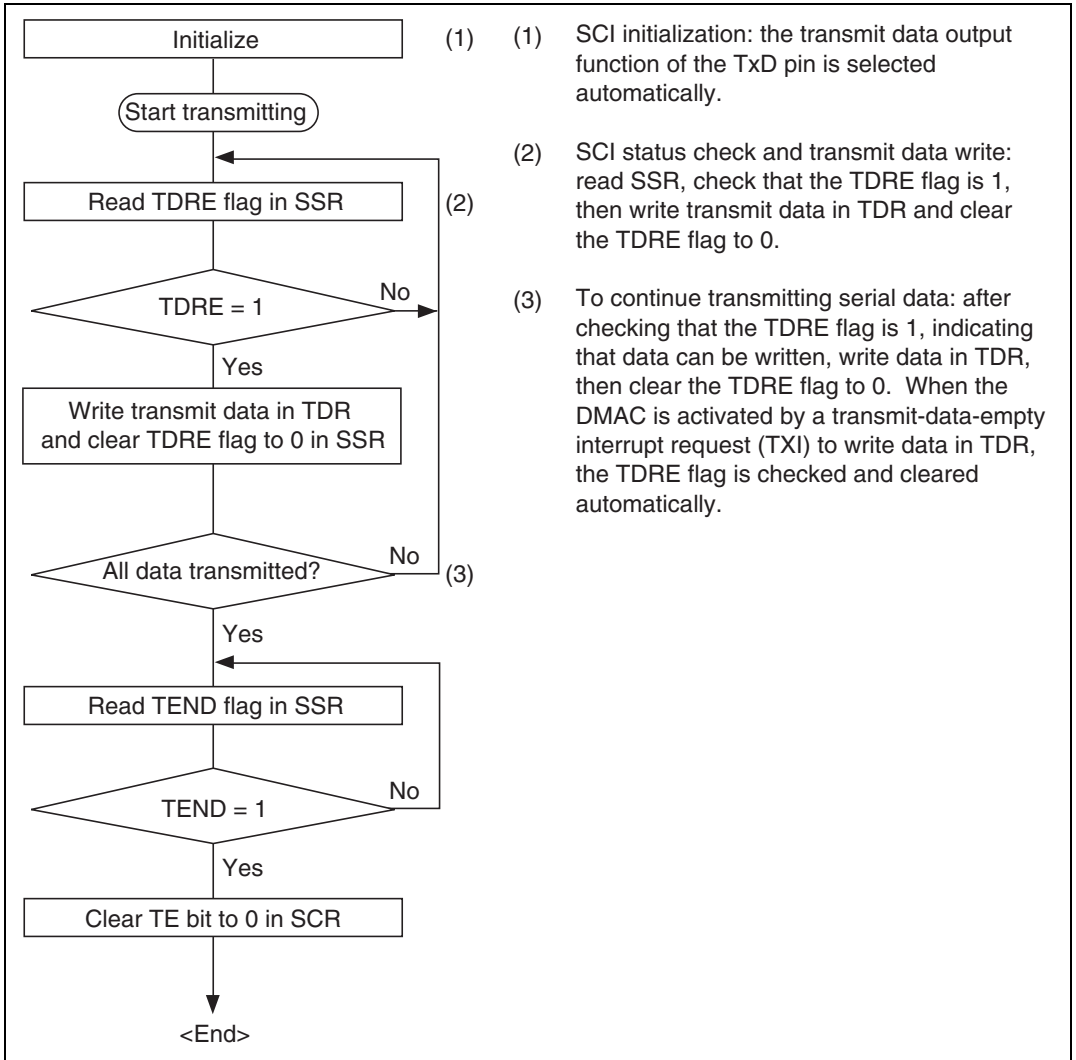 Initialize
(1)
Start transmitting
Read TDRE flag in SSR
(2)
TDRE = 1
No
Yes
Write transmit data in TDR
and clear TDRE flag to 0 in SSR
All data transmitted?
No
(3)
Yes
Read TEND flag in SSR
TEND = 1
No
Yes
Clear TE bit to 0 in SCR
<End>
(1) SCI initialization: the transmit data output
function of the TxD pin is selected
automatically.
(2) SCI status check and transmit data write:
read SSR, check that the TDRE flag is 1,
then write transmit data in TDR and clear
the TDRE flag to 0.
(3) To continue transmitting serial data: after
checking that the TDRE flag is 1, indicating
that data can be written, write data in TDR,
then clear the TDRE flag to 0.  When the
DMAC is activated by a transmit-data-empty
interrupt request (TXI) to write data in TDR,
the TDRE flag is checked and cleared
automatically.